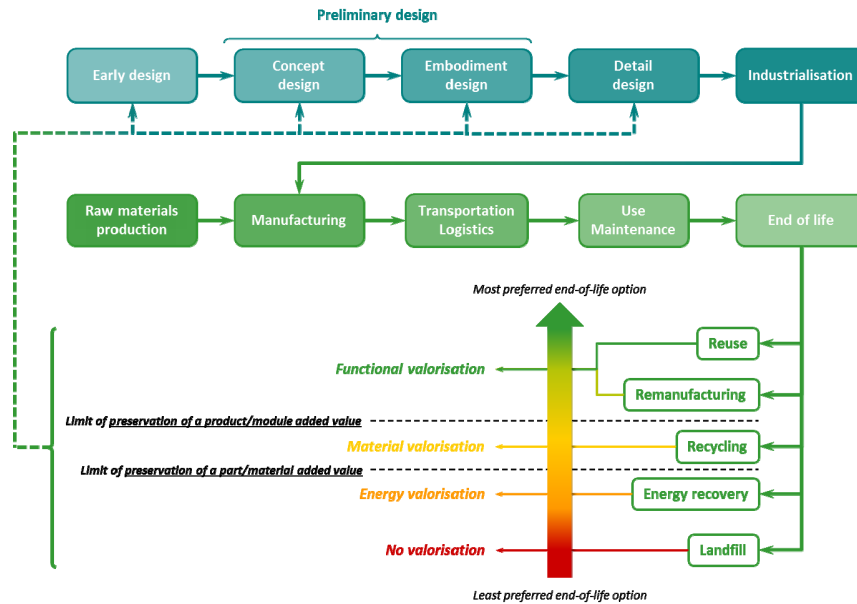 Preliminary design
Early design
Concept
design
Embodiment
design
Detail
design
Industrialisation
Raw materials
production
Manufacturing
Transportation
Logistics
Use
Maintenance
End of life
Most preferred end-of-life option
Reuse
Functional valorisation
Remanufacturing
Limit of preservation of a product/module added value
Material valorisation
Recycling
Limit of preservation of a part/material added value
Energy valorisation
Energy recovery
No valorisation
Landfill
Least preferred end-of-life option